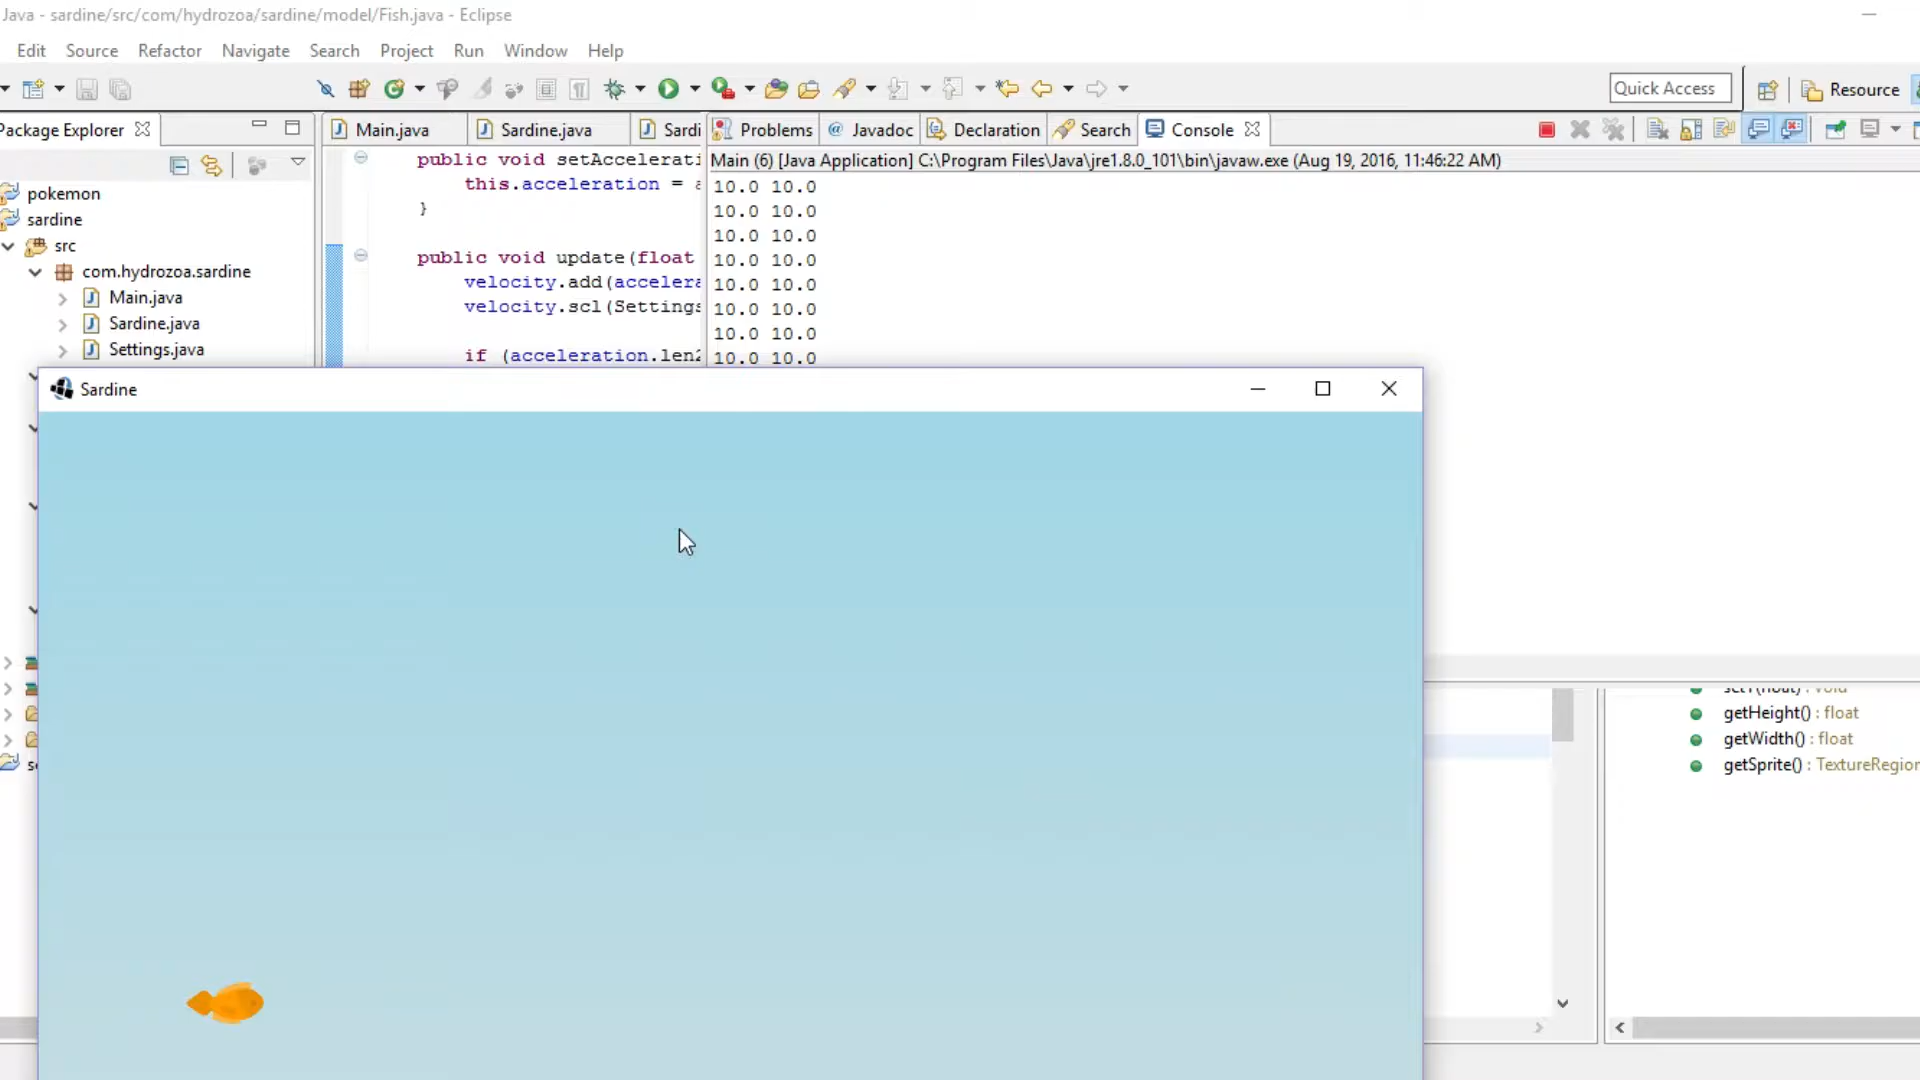 Java - sardine/src/com/hydrozoa/sardine/model/Fish.java - Eclipse
Edit Source Refactor Navigate Search Project Run Window Help
Quick Access
Resource
Package Explorer
Main.java
Sardine.java
Sardi
Problems
@ Javadoc
Declaration
Search
Console
pokemon
sardine
src
com.hydrozoa.sardine
Main.java
Sardine.java
Settings.java
public void setAccelerati
this.acceleration = a
}
public void update(float
velocity.add(accelera
velocity.scl(Settings
if (acceleration.len2
Main (6) [Java Application] C:\Program Files\Java\jre1.8.0_101\bin\javaw.exe (Aug 19, 2016, 11:46:22 AM)
10.0 10.0
10.0 10.0
10.0 10.0
10.0 10.0
10.0 10.0
10.0 10.0
10.0 10.0
10.0 10.0
Sardine
getHeight() : float
getWidth() : float
getSprite() : TextureRegion